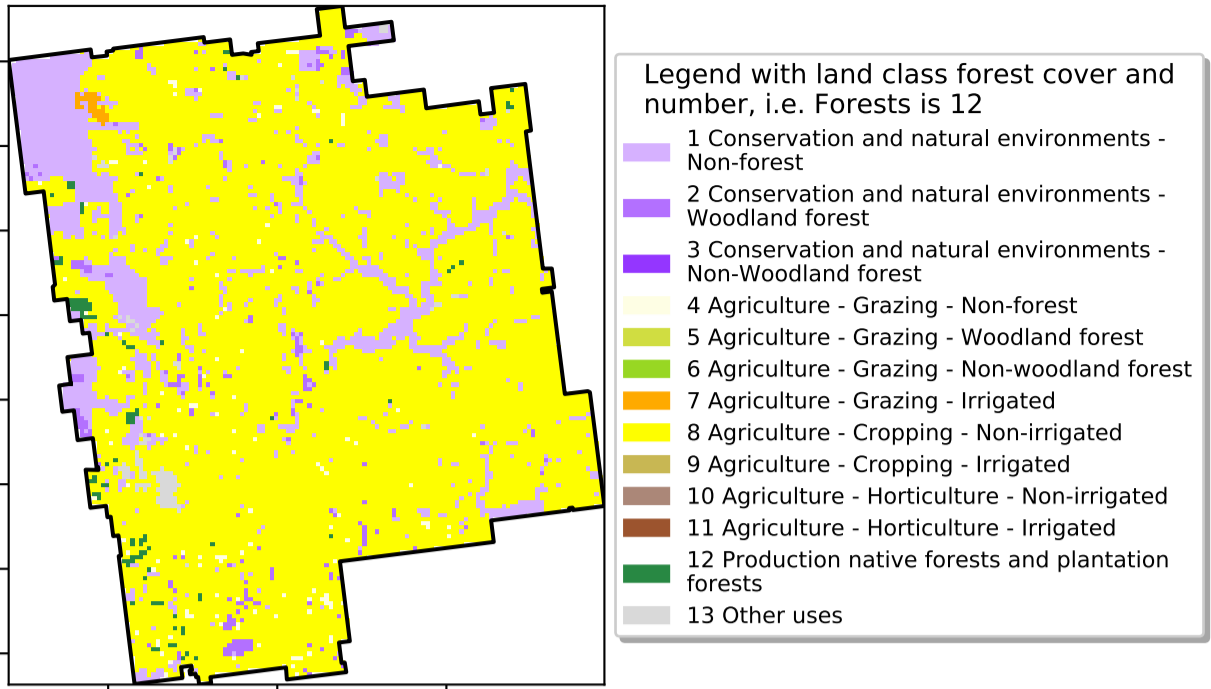 Legend with land class forest cover and
number, i.e. Forests is 12
1 Conservation and natural environments -
Non-forest
2 Conservation and natural environments -
Woodland forest
3 Conservation and natural environments -
Non-Woodland forest
4 Agriculture - Grazing - Non-forest
5 Agriculture - Grazing - Woodland forest
6 Agriculture - Grazing - Non-woodland forest
7 Agriculture - Grazing - Irrigated
8 Agriculture - Cropping - Non-irrigated
9 Agriculture - Cropping - Irrigated
10 Agriculture - Horticulture - Non-irrigated
11 Agriculture - Horticulture - Irrigated
12 Production native forests and plantation
forests
13 Other uses